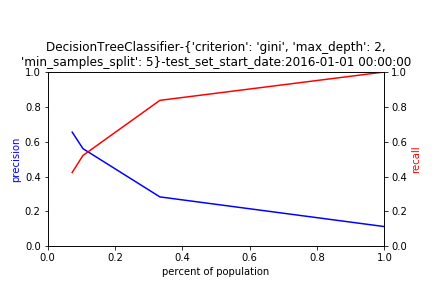 DecisionTreeClassifier-{'criterion': 'gini', 'max_depth': 2,
'min_samples_split': 5}-test_set_start_date:2016-01-01 00:00:00
1.0
0.8
0.6
0.4
0.2
0.0
precision
1.0
0.8
0.6
0.4
0.2
0.0
recall
0.0 0.2 0.4 0.6 0.8 1.0
percent of population